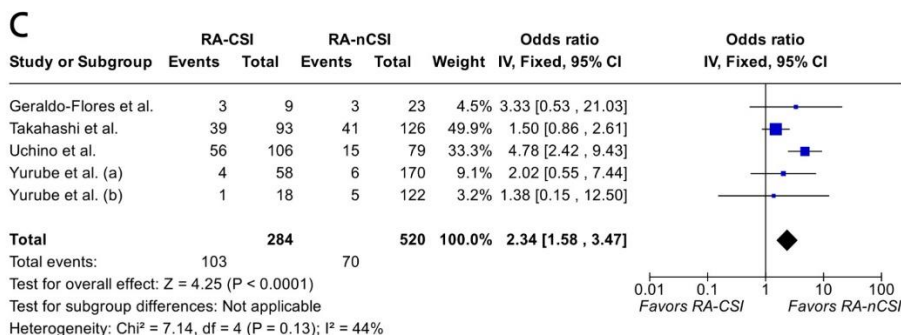 C
RA-CSI RA-nCSI Odds ratio Odds ratio
Study or Subgroup Events Total Events Total Weight IV, Fixed, 95% CI IV, Fixed, 95% CI
Geraldo-Flores et al. 3 9 3 23 4.5% 3.33 [0.53 , 21.03]
Takahashi et al. 39 93 41 126 49.9% 1.50 [0.86 , 2.61]
Uchino et al. 56 106 15 79 33.3% 4.78 [2.42 , 9.43]
Yurube et al. (a) 4 58 6 170 9.1% 2.02 [0.55 , 7.44]
Yurube et al. (b) 1 18 5 122 3.2% 1.38 [0.15 , 12.50]
Total 284 520 100.0% 2.34 [1.58 , 3.47]
Total events: 103 70
Test for overall effect: Z = 4.25 (P < 0.0001) 0.01 0.1 1 10 100
Test for subgroup differences: Not applicable Favors RA-CSI Favors RA-nCSI
Heterogeneity: Chi² = 7.14, df = 4 (P = 0.13); I² = 44%